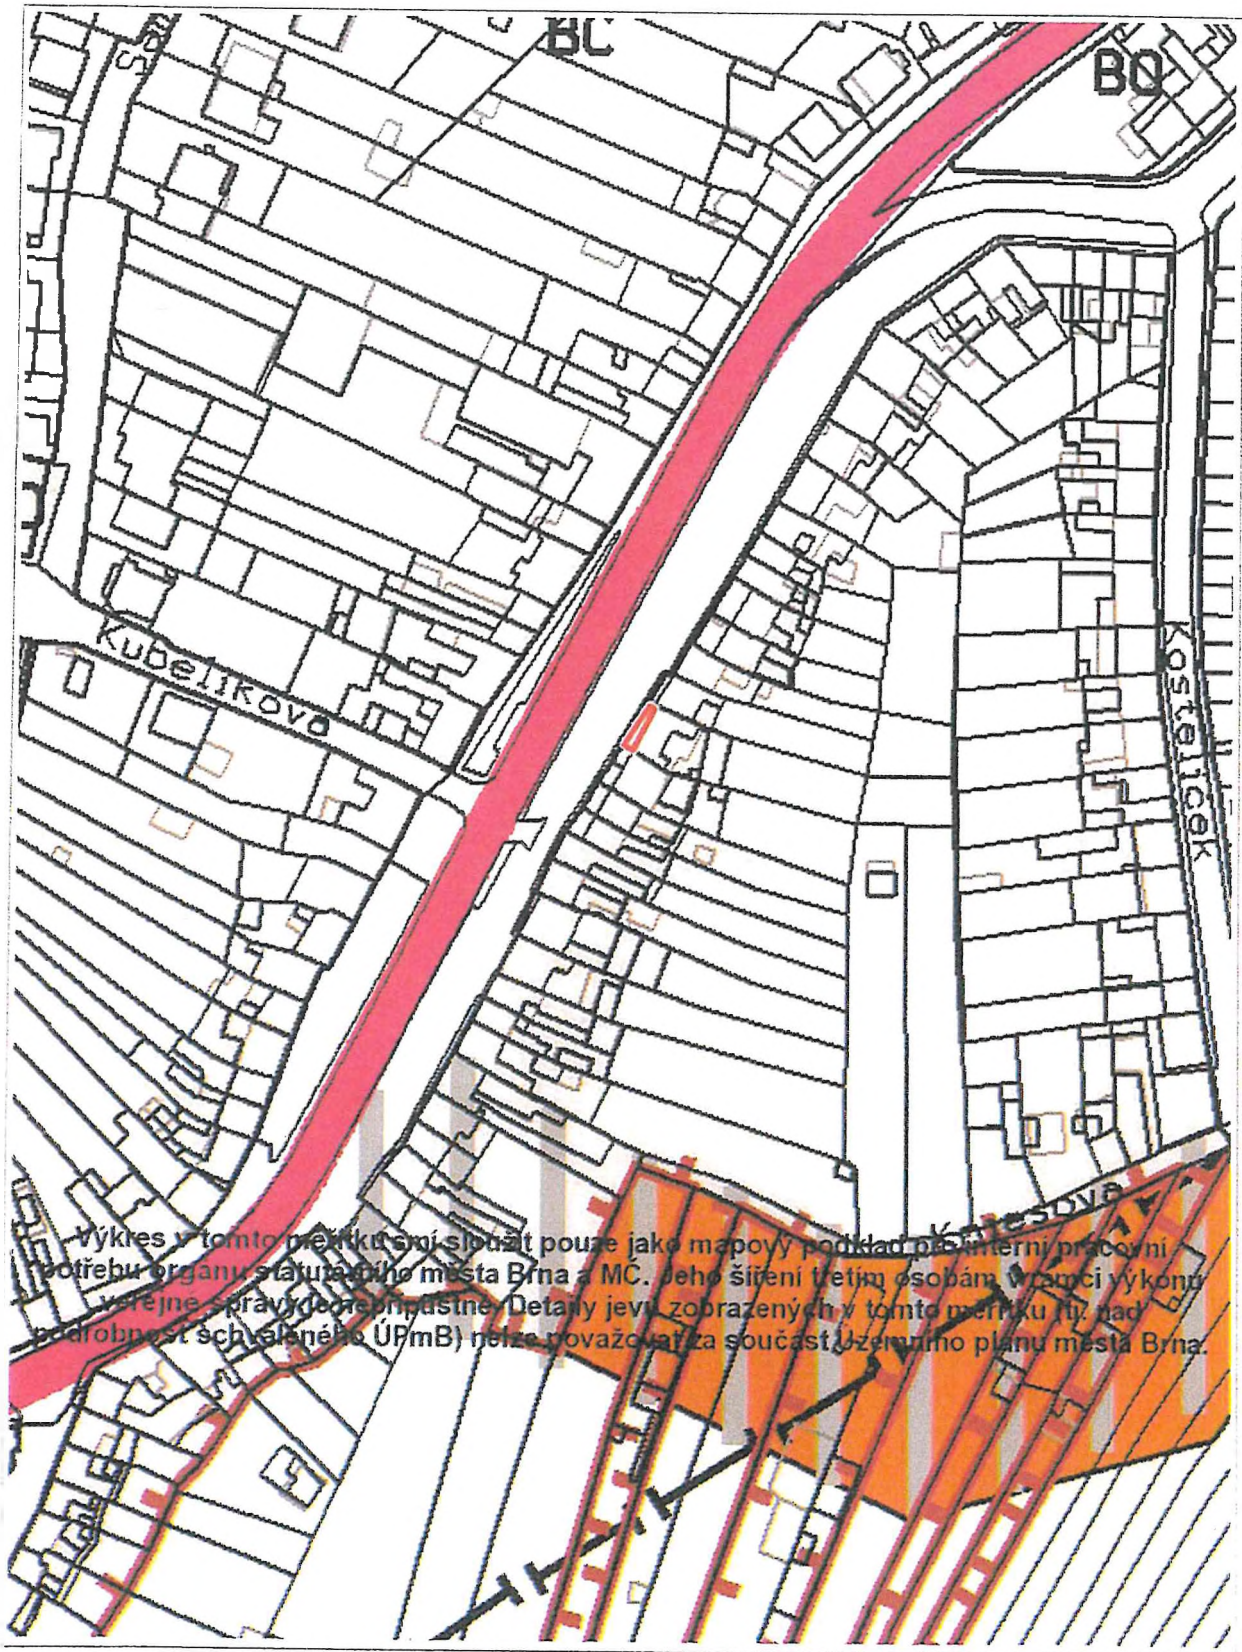 BC
BO
Kubelíkova
Kostelíček
Výkres v tomto měřítku smí sloužit pouze jako mapový podklad pro interní pracovní
potřebu orgánů statutárního města Brna a MČ. Jeho šíření třetím osobám v rámci výkonu
veřejné správy je nepřípustné. Detaily jevů zobrazených v tomto měřítku (tj. nad
podrobnost schváleného ÚPmB) nelze považovat za součást Územního plánu města Brna.